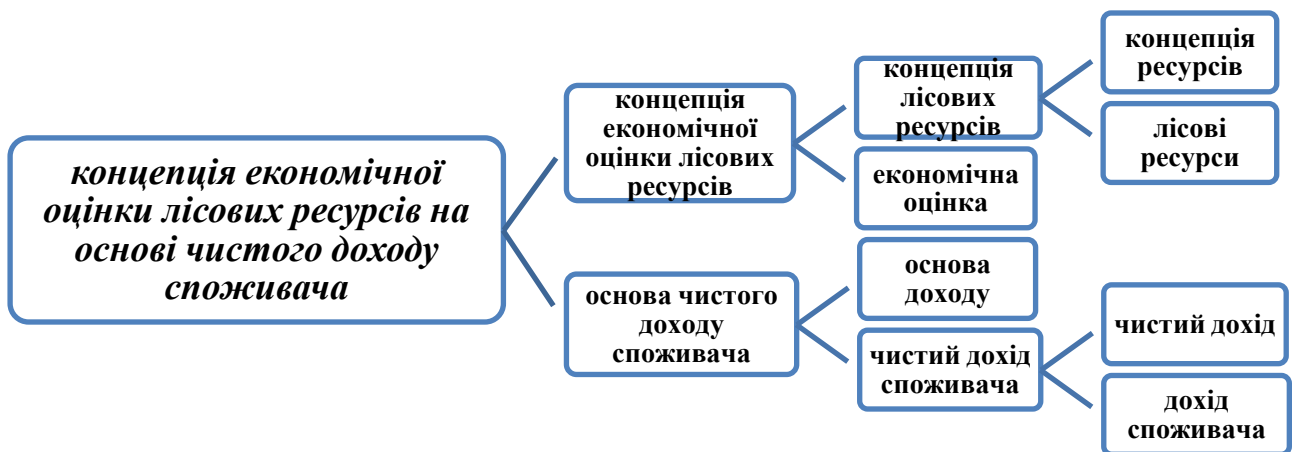 концепція економічної
оцінки лісових ресурсів на
основі чистого доходу
споживача
концепція
економічної
оцінки лісових
ресурсів
концепція
лісових
ресурсів
концепція
ресурсів
лісові
ресурси
економічна
оцінка
основа чистого
доходу
споживача
основа
доходу
чистий дохід
споживача
чистий дохід
дохід
споживача